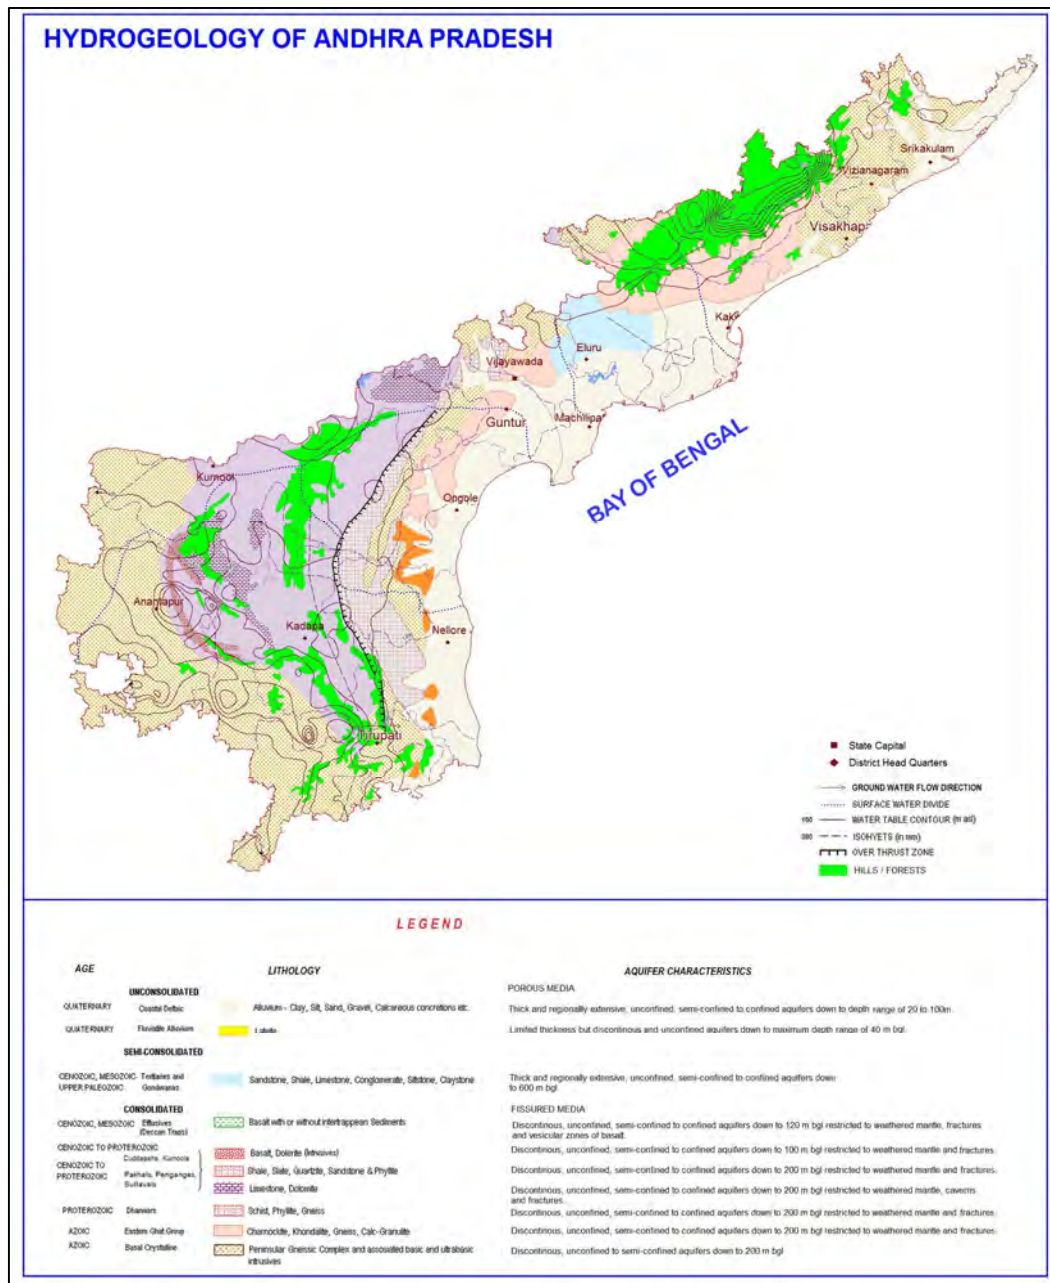 HYDROGEOLOGY OF ANDHRA PRADESH
Srikakulam
Vizianagaram
Visakhap
Kak
Eluru
Vijayawada
Guntur
Machilipa
BAY OF BENGAL
Kurnool
Ongole
Anantapur
Kadapa
Nellore
Tirupati
State Capital
District Head Quarters
GROUND WATER FLOW DIRECTION
SURFACE WATER DIVIDE
WATER TABLE CONTOUR (m asl)
ISOHYETS (in mm)
OVER THRUST ZONE
HILLS / FORESTS
LEGEND
AGE LITHOLOGY AQUIFER CHARACTERISTICS
UNCONSOLIDATED POROUS MEDIA
QUATERNARY Coastal Deltaic Alluvium - Clay, Silt, Sand, Gravel, Calcareous concretions etc. Thick and regionally extensive, unconfined, semi-confined to confined aquifers down to depth range of 20 to 100m.
QUATERNARY Fluviatile Alluvium Limited thickness but discontinous and unconfined aquifers down to maximum depth range of 40 m bgl.
SEMI-CONSOLIDATED
CENOZOIC, MESOZOIC- Tertiaries and Sandstone, Shale, Limestone, Conglomerate, Siltstone, Claystone Thick and regionally extensive, unconfined, semi-confined to confined aquifers down
UPPER PALEOZOIC Gondwanas to 600 m bgl
CONSOLIDATED FISSURED MEDIA
CENOZOIC, MESOZOIC Effusives Basalt with or without intertrappean Sediments Discontinous, unconfined, semi-confined to confined aquifers down to 120 m bgl restricted to weathered mantle, fractures
(Deccan Traps) and vesicular zones of basalt.
CENOZOIC TO PROTEROZOIC Basalt, Dolerite (Intrusives) Discontinous, unconfined, semi-confined to confined aquifers down to 100 m bgl restricted to weathered mantle and fractures.
Cuddapahs, Kurnools
CENOZOIC TO
PROTEROZOIC Pakhals, Pengangas, Shale, Slate, Quartzite, Sandstone & Phyllite Discontinous, unconfined, semi-confined to confined aquifers down to 200 m bgl restricted to weathered mantle and fractures.
Sullavais
Limestone, Dolomite Discontinous, unconfined, semi-confined to confined aquifers down to 200 m bgl restricted to weathered mantle, caverns
and fractures.
PROTEROZOIC Dharwars Schist, Phyllite, Gneiss Discontinous, unconfined, semi-confined to confined aquifers down to 200 m bgl restricted to weathered mantle and fractures.
AZOIC Eastern Ghat Group Charnockite, Khondalite, Gneiss, Calc-Granulite Discontinous, unconfined, semi-confined to confined aquifers down to 200 m bgl restricted to weathered mantle and fractures.
AZOIC Basal Crystalline Peninsular Gneissic Complex and associated basic and ultrabasic Discontinous, unconfined to semi-confined aquifers down to 200 m bgl
intrusives